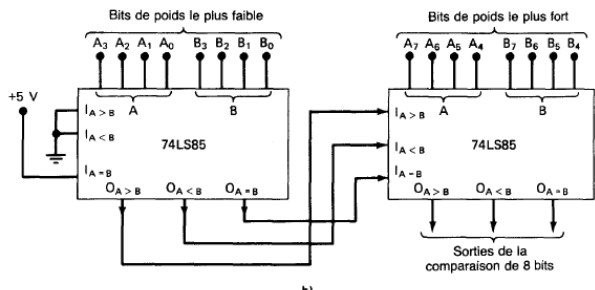 Bits de poids le plus faible
Bits de poids le plus fort
A3 A2 A1 A0 B3 B2 B1 B0
A7 A6 A5 A4 B7 B6 B5 B4
+5 V
IA > B
A
B
IA > B
A
B
IA < B
74LS85
IA < B
74LS85
IA = B
IA = B
OA > B OA < B OA = B
OA > B OA < B OA = B
Sorties de la
comparaison de 8 bits